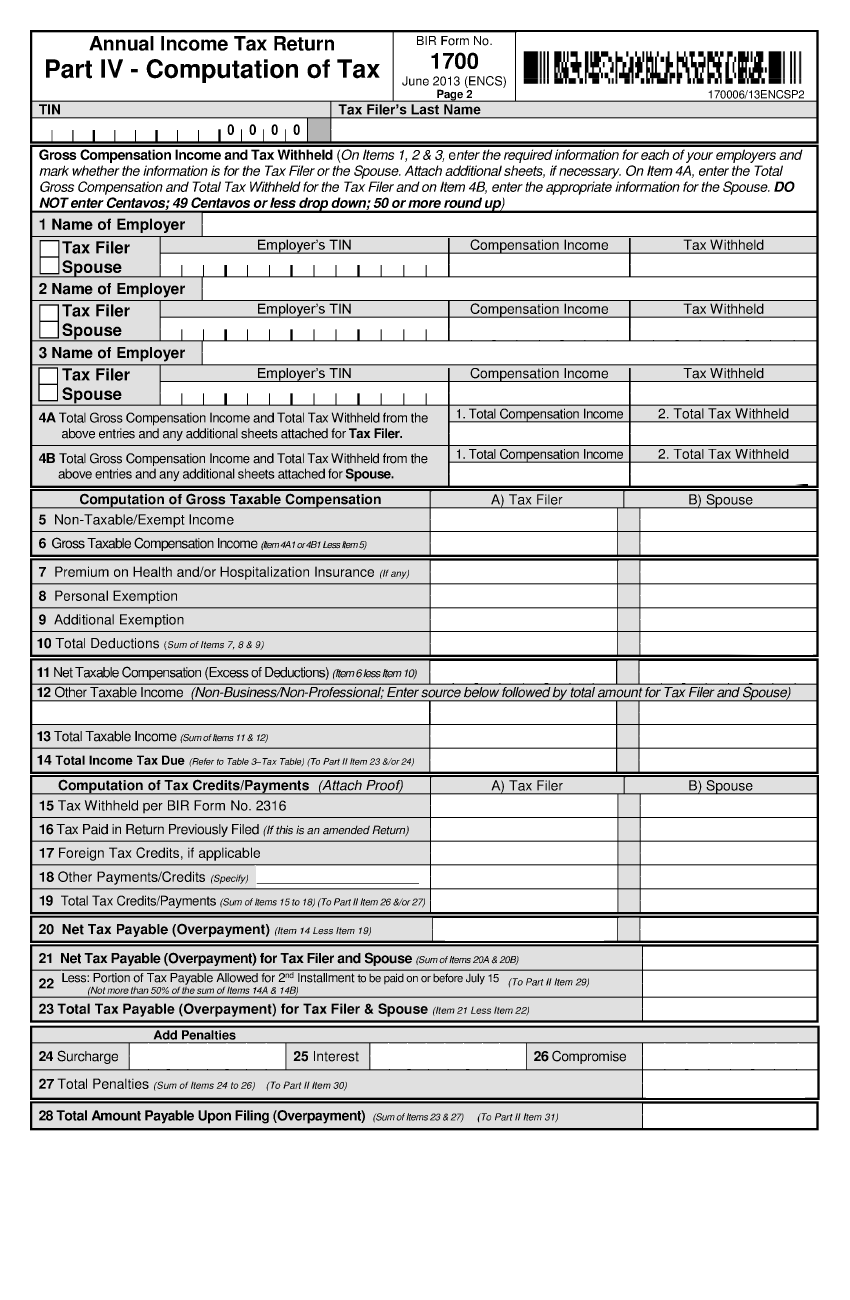 Annual Income Tax Return
Part IV - Computation of Tax
BIR Form No.
1700
June 2013 (ENCS)
Page 2
170006/13ENCSP2
TIN
Tax Filer's Last Name
0 0 0 0
Gross Compensation Income and Tax Withheld (On Items 1, 2 & 3, enter the required information for each of your employers and
mark whether the information is for the Tax Filer or the Spouse. Attach additional sheets, if necessary. On Item 4A, enter the Total
Gross Compensation and Total Tax Withheld for the Tax Filer and on Item 4B, enter the appropriate information for the Spouse. DO
NOT enter Centavos; 49 Centavos or less drop down; 50 or more round up)
1 Name of Employer
Tax Filer
Spouse
Employer's TIN
Compensation Income
Tax Withheld
2 Name of Employer
Tax Filer
Spouse
Employer's TIN
Compensation Income
Tax Withheld
3 Name of Employer
Tax Filer
Spouse
Employer's TIN
Compensation Income
Tax Withheld
4A Total Gross Compensation Income and Total Tax Withheld from the
above entries and any additional sheets attached for Tax Filer.
1. Total Compensation Income
2. Total Tax Withheld
4B Total Gross Compensation Income and Total Tax Withheld from the
above entries and any additional sheets attached for Spouse.
1. Total Compensation Income
2. Total Tax Withheld
Computation of Gross Taxable Compensation
A) Tax Filer
B) Spouse
5 Non-Taxable/Exempt Income
6 Gross Taxable Compensation Income (Item 4A1 or 4B1 Less Item 5)
7 Premium on Health and/or Hospitalization Insurance (If any)
8 Personal Exemption
9 Additional Exemption
10 Total Deductions (Sum of Items 7, 8 & 9)
11 Net Taxable Compensation (Excess of Deductions) (Item 6 less Item 10)
12 Other Taxable Income (Non-Business/Non-Professional; Enter source below followed by total amount for Tax Filer and Spouse)
13 Total Taxable Income (Sum of Items 11 & 12)
14 Total Income Tax Due (Refer to Table 3–Tax Table) (To Part II Item 23 &/or 24)
Computation of Tax Credits/Payments (Attach Proof)
A) Tax Filer
B) Spouse
15 Tax Withheld per BIR Form No. 2316
16 Tax Paid in Return Previously Filed (If this is an amended Return)
17 Foreign Tax Credits, if applicable
18 Other Payments/Credits (Specify)
19 Total Tax Credits/Payments (Sum of Items 15 to 18) (To Part II Item 26 &/or 27)
20 Net Tax Payable (Overpayment) (Item 14 Less Item 19)
21 Net Tax Payable (Overpayment) for Tax Filer and Spouse (Sum of Items 20A & 20B)
22 Less: Portion of Tax Payable Allowed for 2nd Installment to be paid on or before July 15 (To Part II Item 29)
(Not more than 50% of the sum of Items 14A & 14B)
23 Total Tax Payable (Overpayment) for Tax Filer & Spouse (Item 21 Less Item 22)
Add Penalties
24 Surcharge
25 Interest
26 Compromise
27 Total Penalties (Sum of Items 24 to 26) (To Part II Item 30)
28 Total Amount Payable Upon Filing (Overpayment) (Sum of Items 23 & 27) (To Part II Item 31)